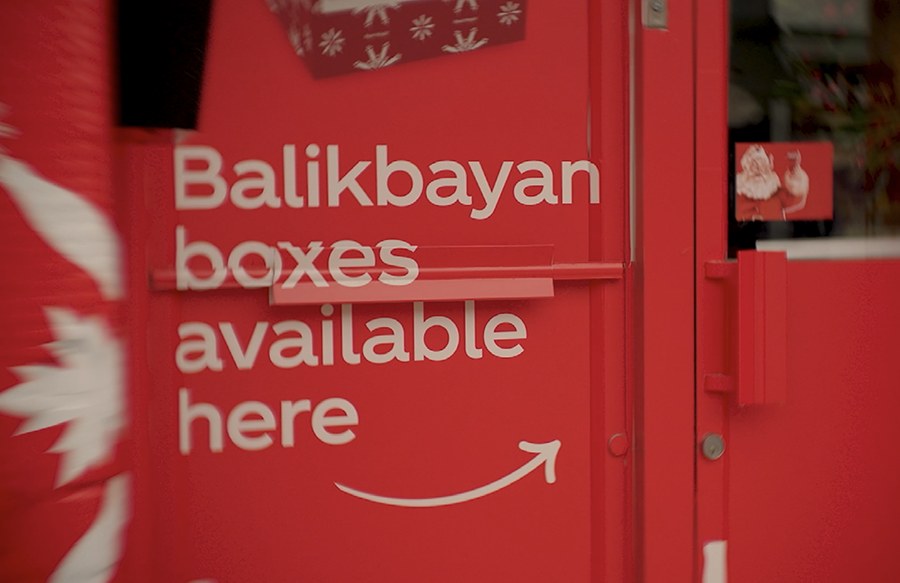 Balikbayan
boxes
available
here